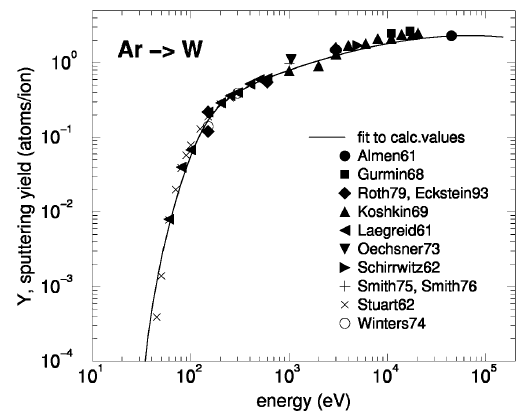 Ar -> W
Y, sputtering yield (atoms/ion)
10^0
10^-1
10^-2
10^-3
10^-4
fit to calc.values
Almen61
Gurmin68
Roth79, Eckstein93
Koshkin69
Laegreid61
Oechsner73
Schirrwitz62
Smith75, Smith76
Stuart62
Winters74
10^1 10^2 10^3 10^4 10^5
energy (eV)